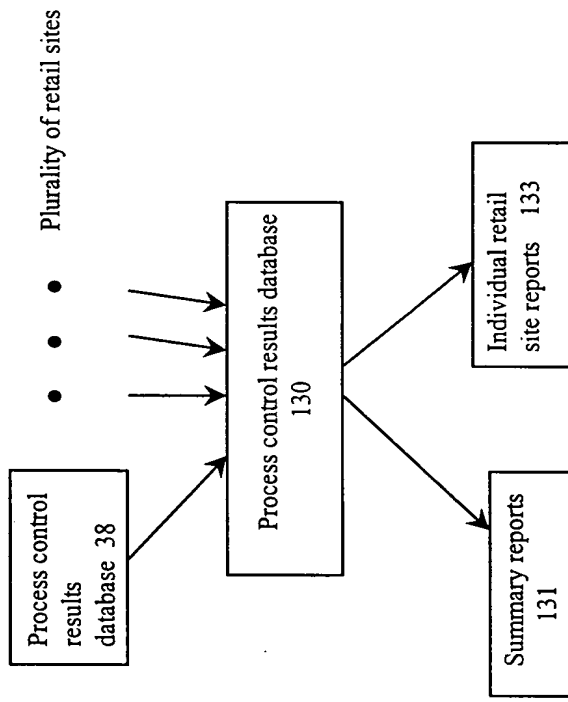 Process control
results
database 38
Plurality of retail sites
Process control results database
130
Summary reports
131
Individual retail
site reports 133